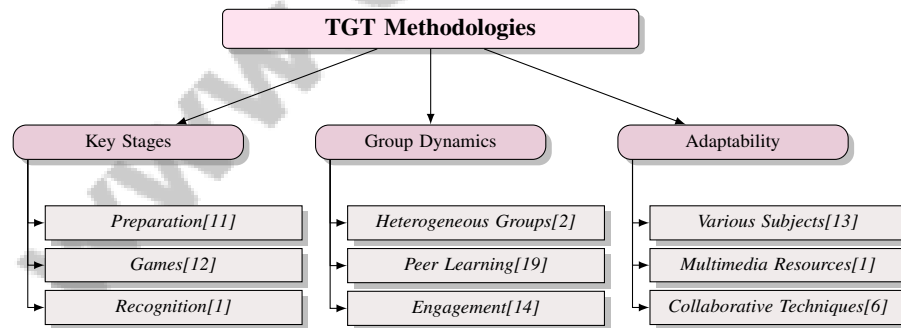 TGT Methodologies
Key Stages
Group Dynamics
Adaptability
Preparation[11]
Heterogeneous Groups[2]
Various Subjects[13]
Games[12]
Peer Learning[19]
Multimedia Resources[1]
Recognition[1]
Engagement[14]
Collaborative Techniques[6]
www